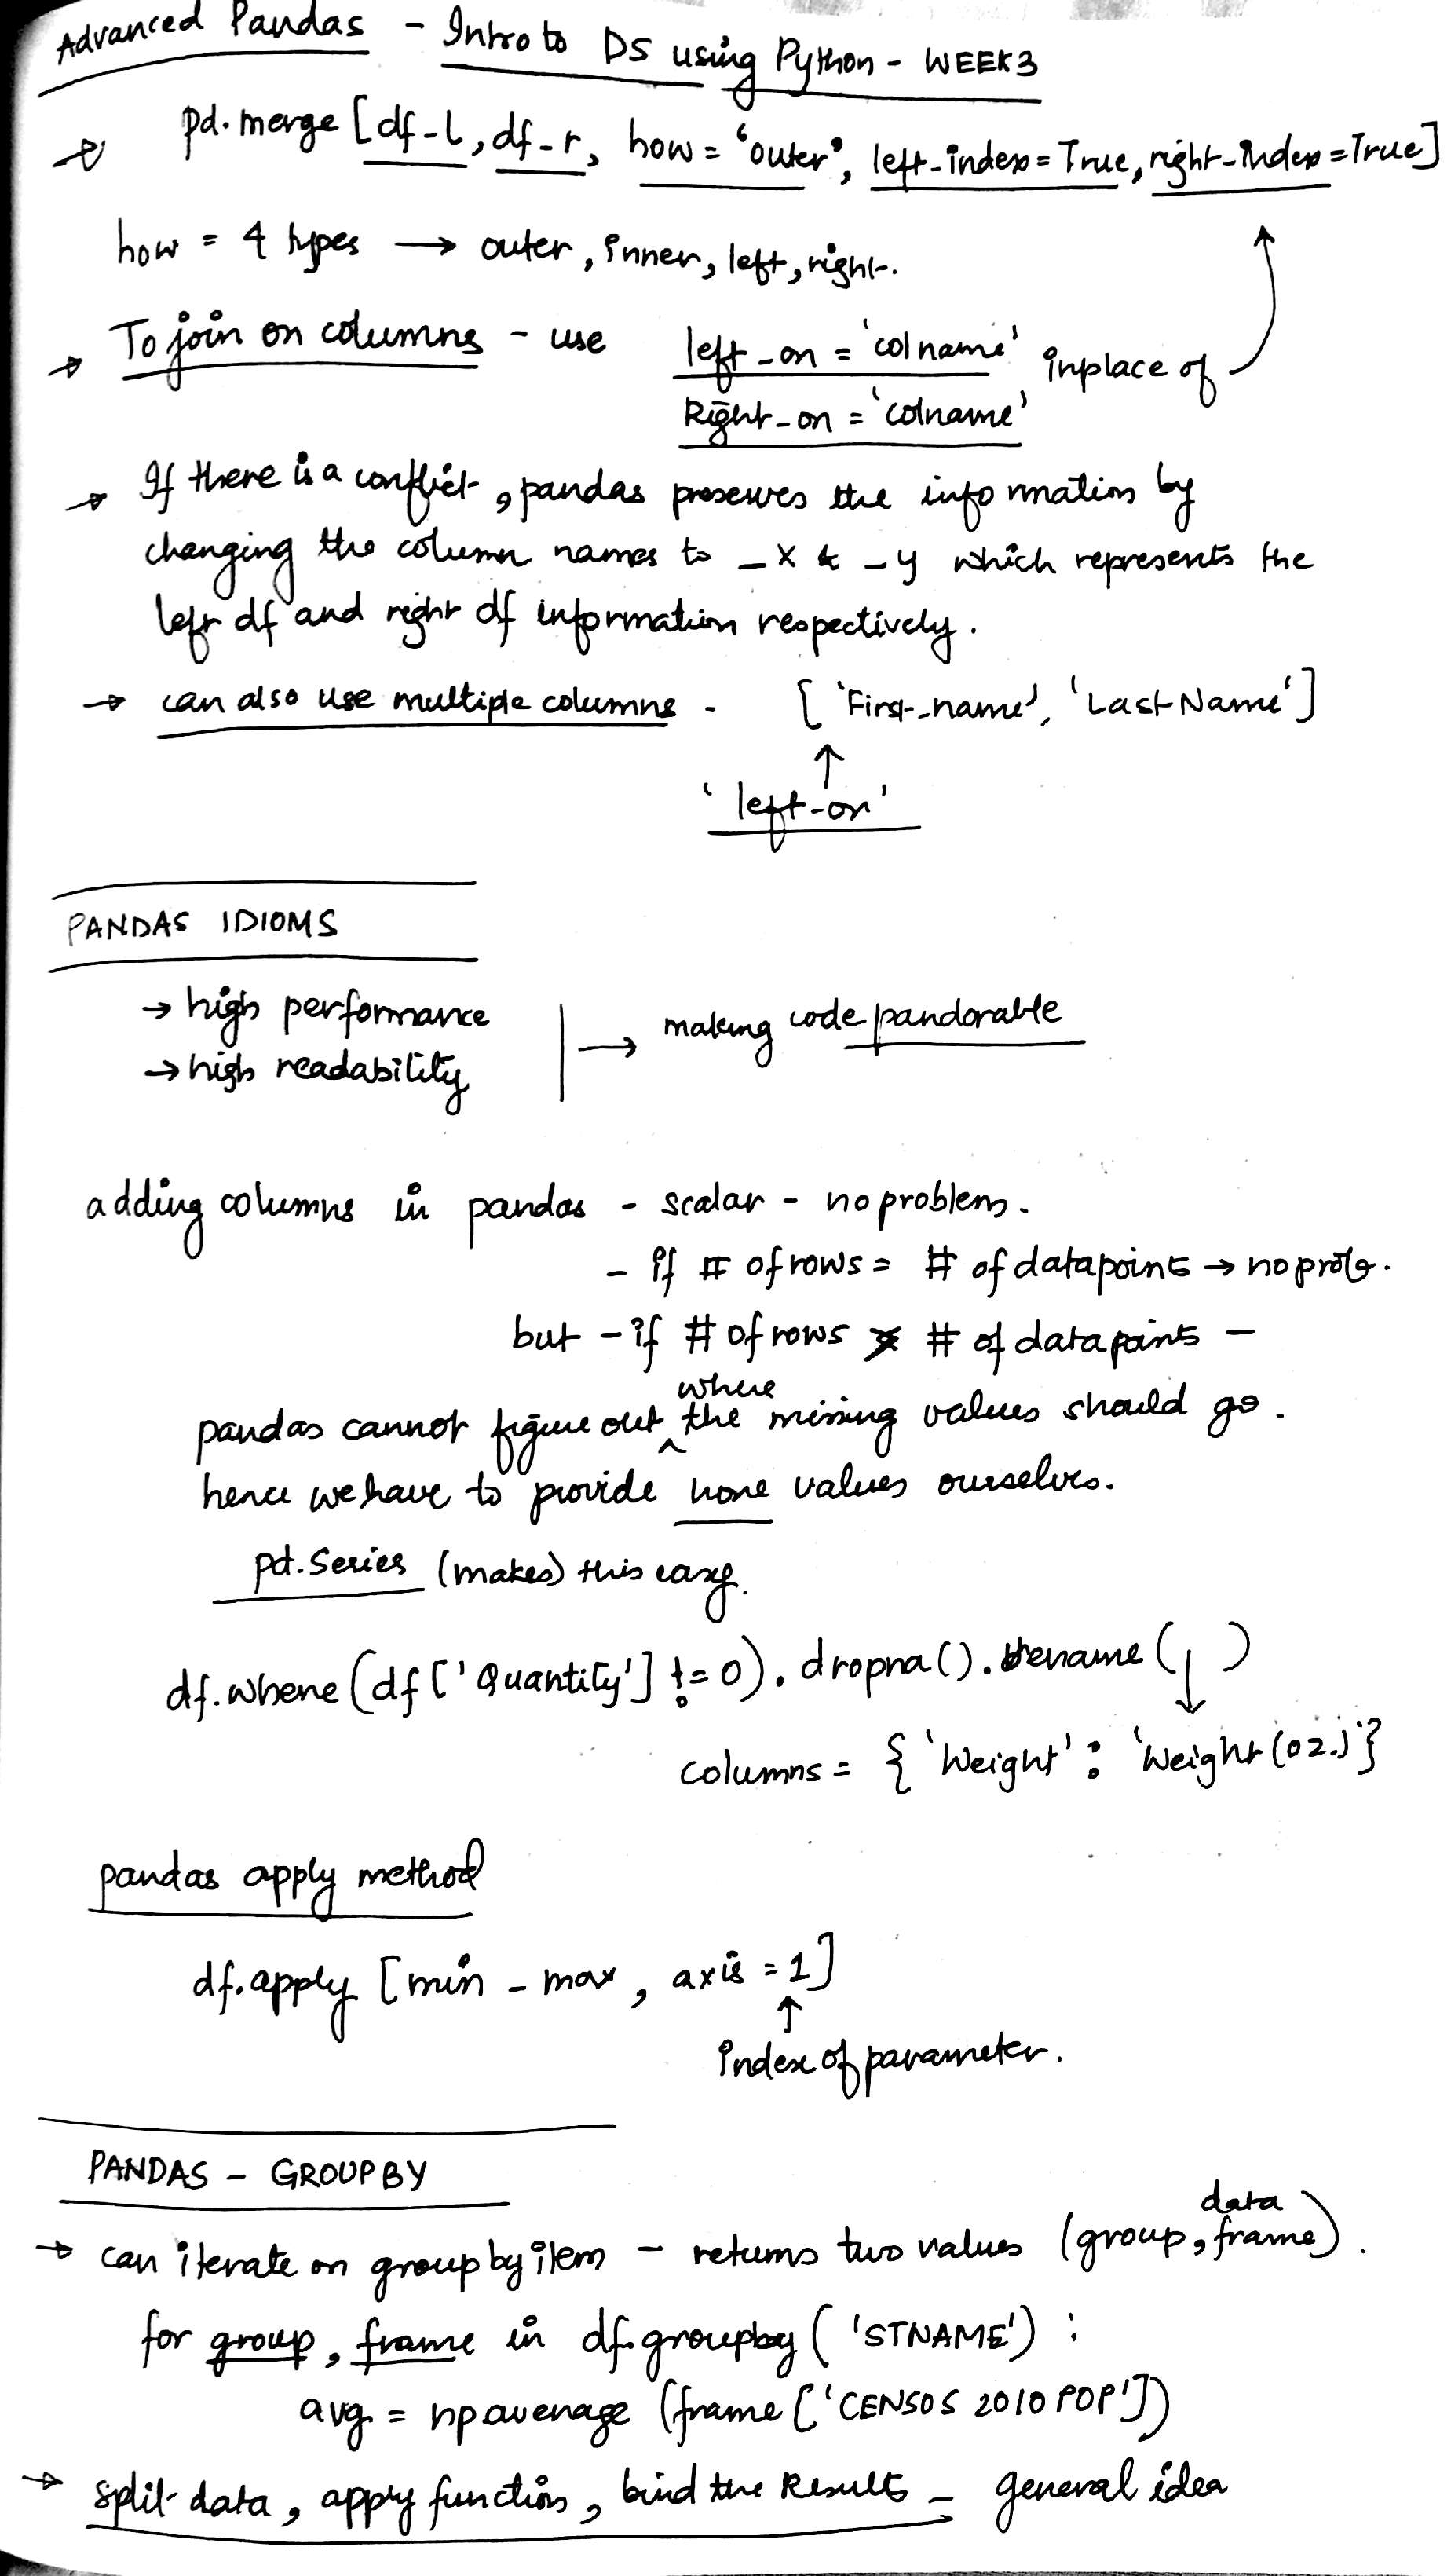 Advanced Pandas - Intro to DS using Python - WEEK3
pd.merge [df-l, df-r, how = "outer", left-index = True, right-index = True]
how = 4 types → outer, inner, left, right.
→ To join on columns - use left_on = 'colname' inplace of
Right_on = 'colname'
→ If there is a conflict, pandas preserves the information by
changing the column names to _x & _y which represents the
left df and right df information respectively.
→ can also use multiple columns - ['First_name', 'Last Name']
↑
'left-on'
PANDAS IDIOMS
→ high performance
→ high readability
→ making code pandorable
adding columns in pandas - scalar - no problem.
- if # of rows = # of datapoints → no prob.
but - if # of rows ≠ # of datapoints -
pandas cannot figure out where the missing values should go.
hence we have to provide none values ourselves.
pd.Series (makes) this easy.
df.where (df['Quantity'] != 0). dropna(). rename ( ↓ )
columns = { 'Weight' : 'Weight (oz.)'}
pandas apply method
df.apply [min - max, axis = 1]
↑
index of parameter.
PANDAS - GROUPBY
→ can iterate on groupby item - returns two values (group, data frame).
for group, frame in df.groupby ('STNAME') :
avg = np average (frame ['CENSOS 2010 POP'])
→ split data, apply function, bind the Results - general idea